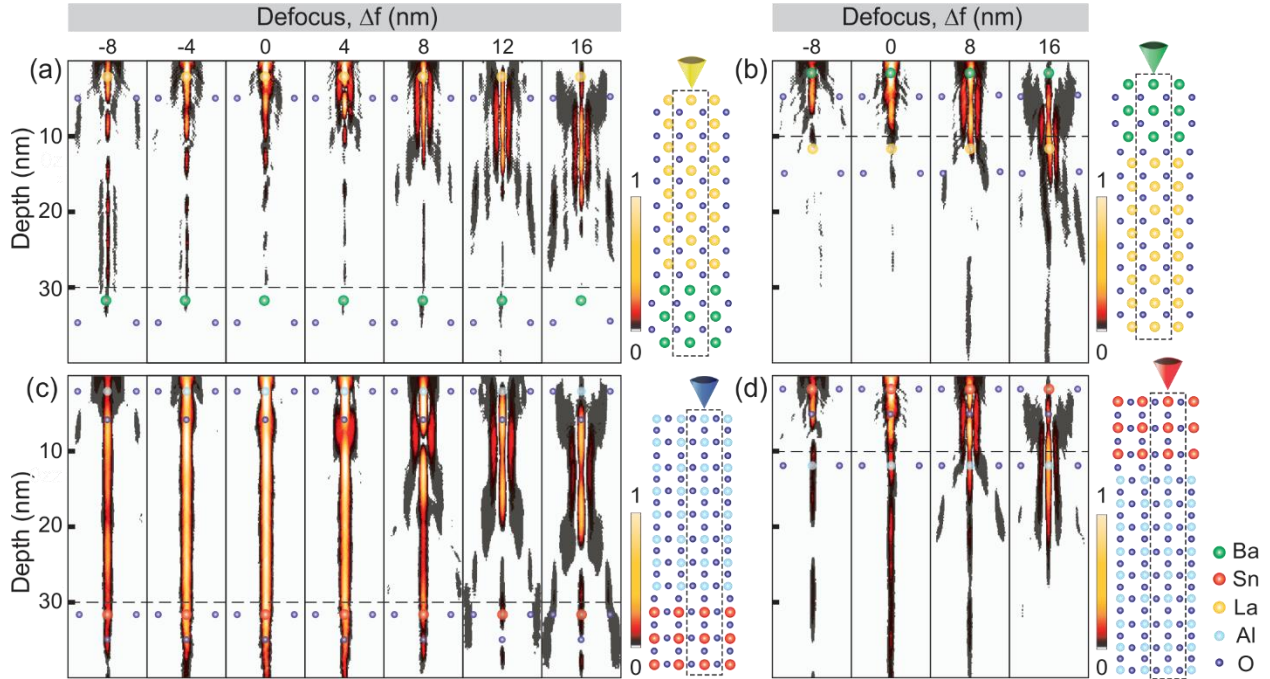 Defocus, Δf (nm)
Defocus, Δf (nm)
-8 -4 0 4 8 12 16
-8 0 8 16
(a)
(b)
Depth (nm)
10
20
30
1
0
1
0
(c)
(d)
Depth (nm)
10
20
30
1
0
1
0
Ba
Sn
La
Al
O